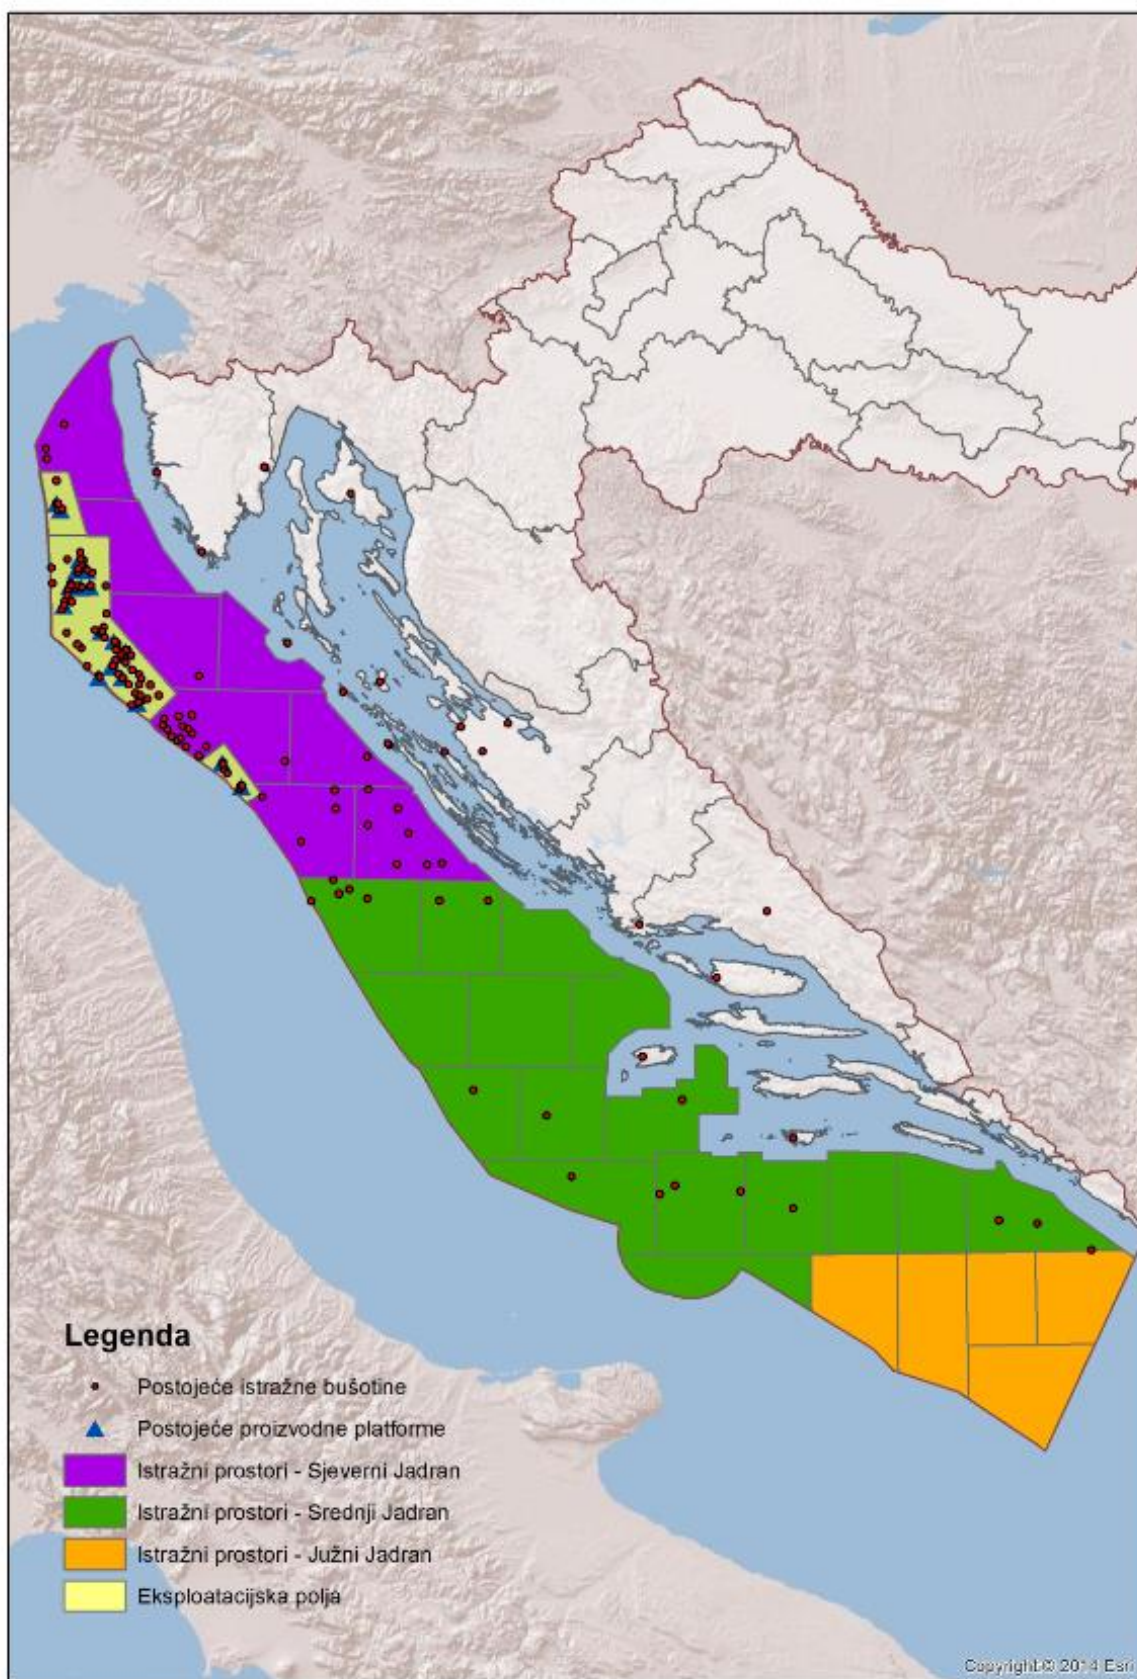 Legenda
Postojeće istražne bušotine
Postojeće proizvodne platforme
Istražni prostori - Sjeverni Jadran
Istražni prostori - Srednji Jadran
Istražni prostori - Južni Jadran
Eksploatacijska polja
Copyright:© 2014 Esri